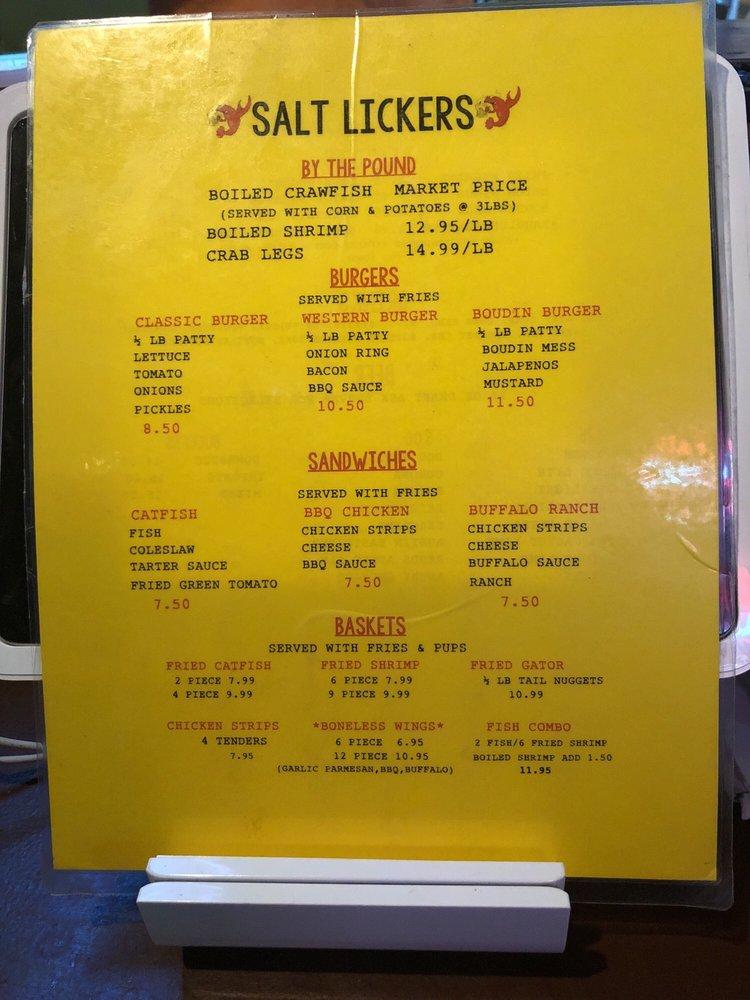 SALT LICKERS
BY THE POUND
BOILED CRAWFISH MARKET PRICE
(SERVED WITH CORN & POTATOES @ 3LBS)
BOILED SHRIMP 12.95/LB
CRAB LEGS 14.99/LB
BURGERS
SERVED WITH FRIES
CLASSIC BURGER
½ LB PATTY
LETTUCE
TOMATO
ONIONS
PICKLES
8.50
WESTERN BURGER
½ LB PATTY
ONION RING
BACON
BBQ SAUCE
10.50
BOUDIN BURGER
½ LB PATTY
BOUDIN MESS
JALAPENOS
MUSTARD
11.50
SANDWICHES
SERVED WITH FRIES
CATFISH
FISH
COLESLAW
TARTER SAUCE
FRIED GREEN TOMATO
7.50
BBQ CHICKEN
CHICKEN STRIPS
CHEESE
BBQ SAUCE
7.50
BUFFALO RANCH
CHICKEN STRIPS
CHEESE
BUFFALO SAUCE
RANCH
7.50
BASKETS
SERVED WITH FRIES & PUPS
FRIED CATFISH
2 PIECE 7.99
4 PIECE 9.99
FRIED SHRIMP
6 PIECE 7.99
9 PIECE 9.99
FRIED GATOR
½ LB TAIL NUGGETS
10.99
CHICKEN STRIPS
4 TENDERS
7.95
*BONELESS WINGS*
6 PIECE 6.95
12 PIECE 10.95
(GARLIC PARMESAN,BBQ,BUFFALO)
FISH COMBO
2 FISH/6 FRIED SHRIMP
BOILED SHRIMP ADD 1.50
11.95